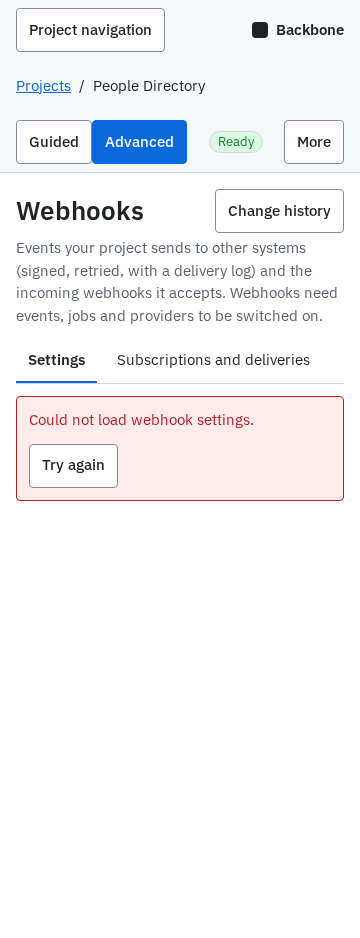 Project navigation
Backbone
Projects / People Directory
Guided
Advanced
Ready
More
Webhooks
Change history
Events your project sends to other systems
(signed, retried, with a delivery log) and the
incoming webhooks it accepts. Webhooks need
events, jobs and providers to be switched on.
Settings
Subscriptions and deliveries
Could not load webhook settings.
Try again